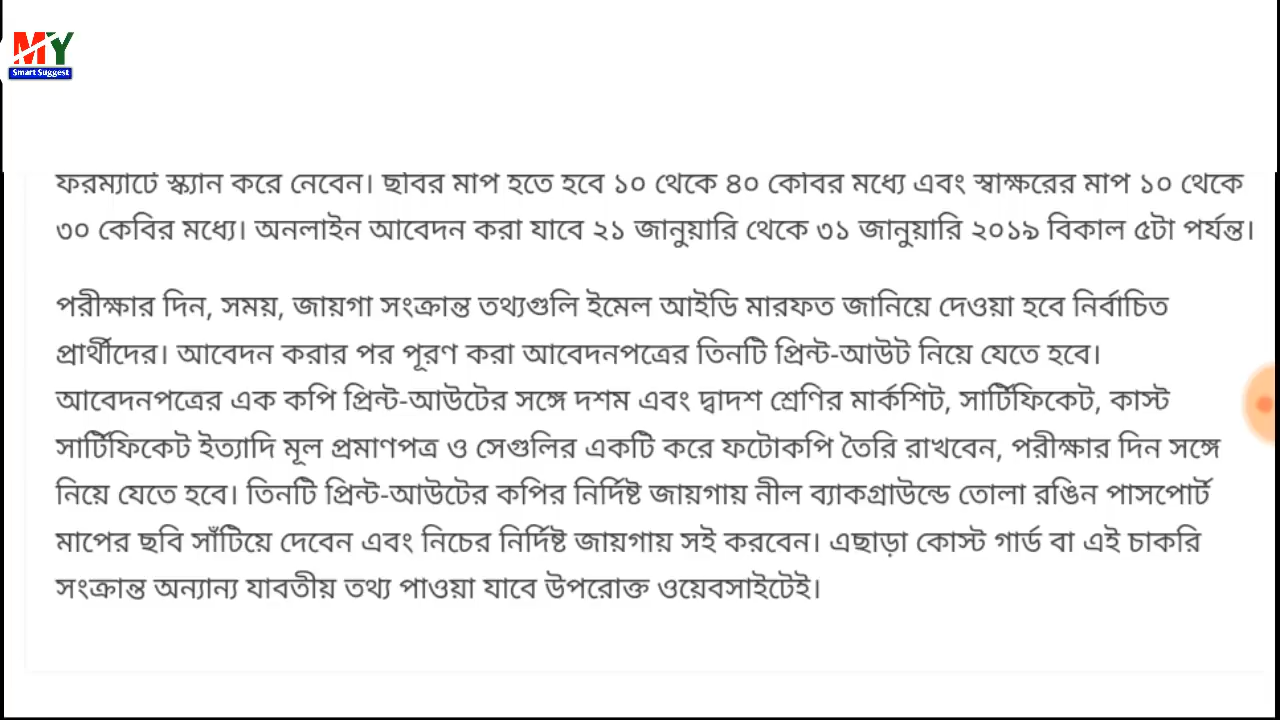 MY
Smart Suggest
ফরম্যাটে স্ক্যান করে নেবেন। ছবির মাপ হতে হবে ১০ থেকে ৪০ কেবির মধ্যে এবং স্বাক্ষরের মাপ ১০ থেকে
৩০ কেবির মধ্যে। অনলাইন আবেদন করা যাবে ২১ জানুয়ারি থেকে ৩১ জানুয়ারি ২০১৯ বিকাল ৫টা পর্যন্ত।
পরীক্ষার দিন, সময়, জায়গা সংক্রান্ত তথ্যগুলি ইমেল আইডি মারফত জানিয়ে দেওয়া হবে নির্বাচিত
প্রার্থীদের। আবেদন করার পর পূরণ করা আবেদনপত্রের তিনটি প্রিন্ট-আউট নিয়ে যেতে হবে।
আবেদনপত্রের এক কপি প্রিন্ট-আউটের সঙ্গে দশম এবং দ্বাদশ শ্রেণির মার্কশিট, সার্টিফিকেট, কাস্ট
সার্টিফিকেট ইত্যাদি মূল প্রমাণপত্র ও সেগুলির একটি করে ফটোকপি তৈরি রাখবেন, পরীক্ষার দিন সঙ্গে
নিয়ে যেতে হবে। তিনটি প্রিন্ট-আউটের কপির নির্দিষ্ট জায়গায় নীল ব্যাকগ্রাউন্ডে তোলা রঙিন পাসপোর্ট
মাপের ছবি সাঁটিয়ে দেবেন এবং নিচের নির্দিষ্ট জায়গায় সই করবেন। এছাড়া কোস্ট গার্ড বা এই চাকরি
সংক্রান্ত অন্যান্য যাবতীয় তথ্য পাওয়া যাবে উপরোক্ত ওয়েবসাইটেই।